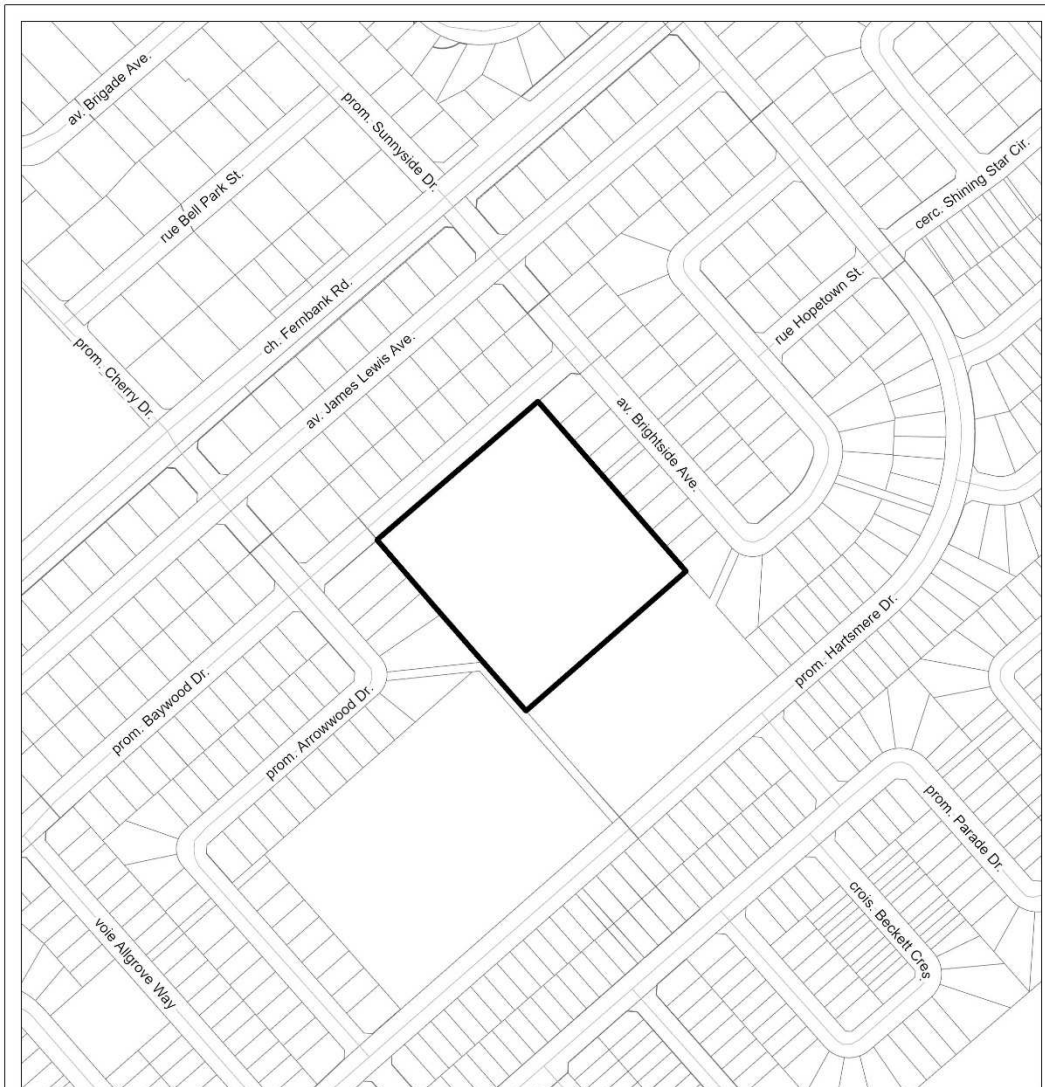 av. Brigade Ave.
prom. Sunnyside Dr.
rue Bell Park St.
cerc. Shining Star Cir.
ch. Fernbank Rd.
rue Hopetown St.
prom. Cherry Dr.
av. James Lewis Ave.
av. Brightside Ave.
prom. Hartsmere Dr.
prom. Baywood Dr.
prom. Arrowwood Dr.
prom. Parade Dr.
crois. Beckett Cres.
voie Allgrove Way